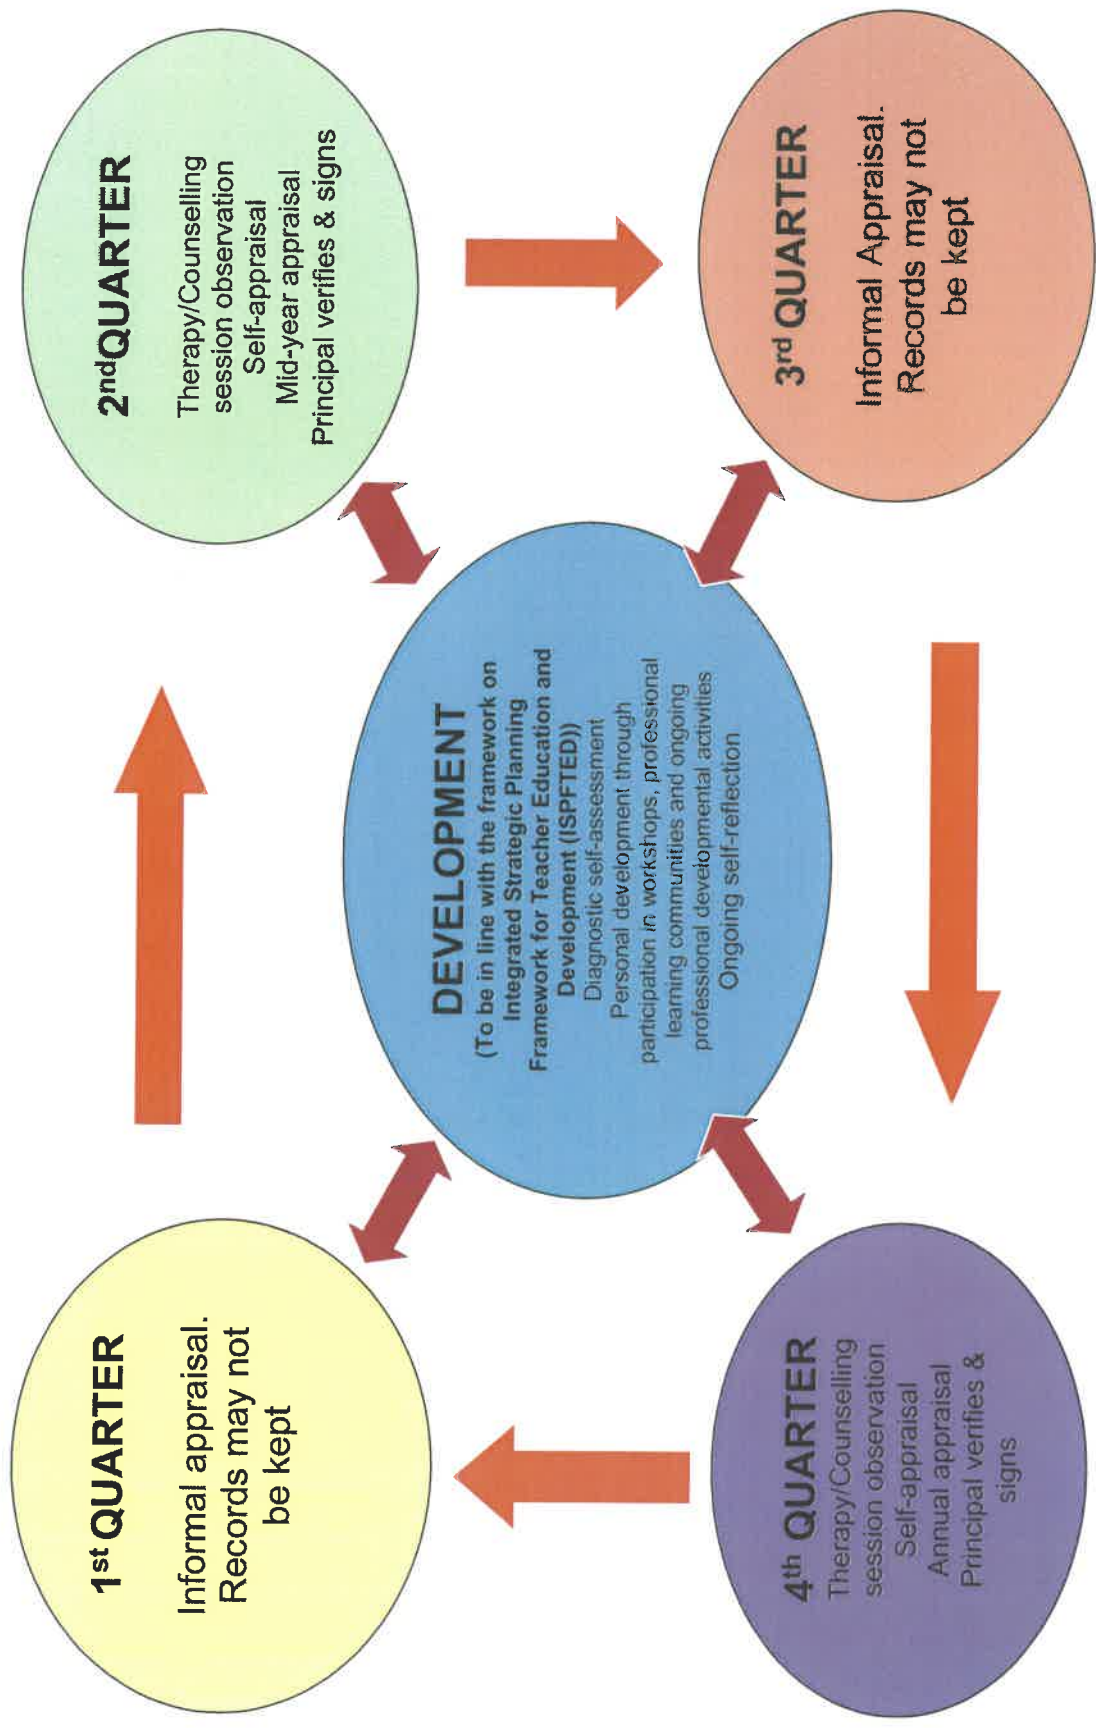 1st QUARTER
Informal appraisal.
Records may not
be kept
2ndQUARTER
Therapy/Counselling
session observation
Self-appraisal
Mid-year appraisal
Principal verifies & signs
DEVELOPMENT
(To be in line with the framework on
Integrated Strategic Planning
Framework for Teacher Education and
Development (ISPFTED))
Diagnostic self-assessment
Personal development through
participation in workshops, professional
learning communities and ongoing
professional developmental activities
Ongoing self-reflection
4th QUARTER
Therapy/Counselling
session observation
Self-appraisal
Annual appraisal
Principal verifies &
signs
3rd QUARTER
Informal Appraisal.
Records may not
be kept